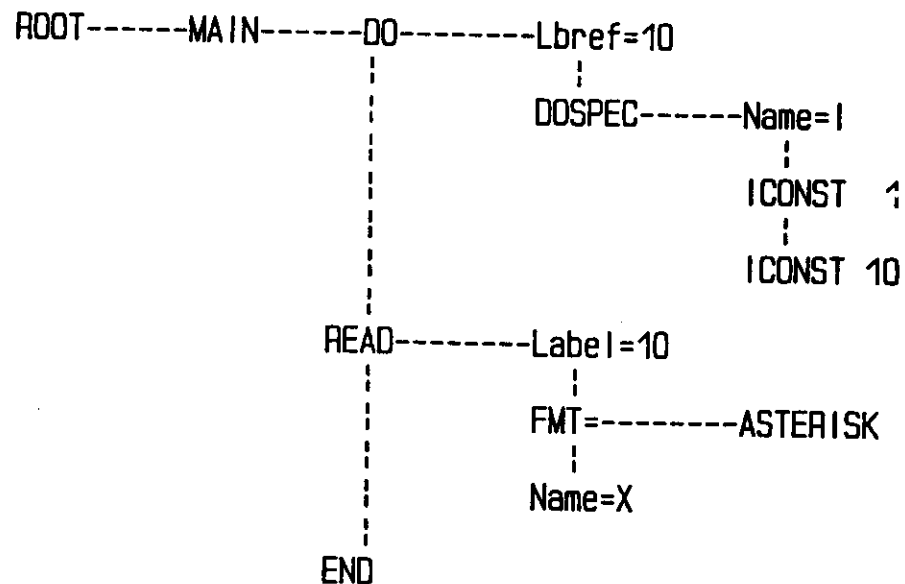 ROOT------MAIN------DO--------Lbref=10
DOSPEC------Name=I
ICONST 1
ICONST 10
READ--------Label=10
FMT=--------ASTERISK
Name=X
END